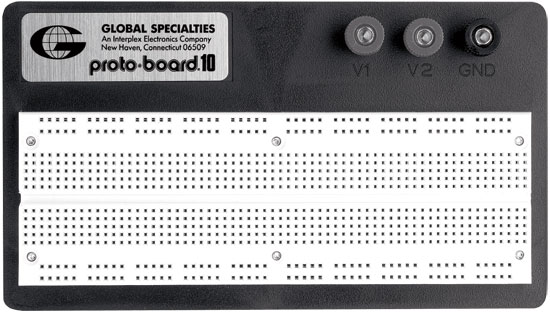 G
GLOBAL SPECIALTIES
An Interplex Electronics Company
New Haven, Connecticut 06509
proto·board.10
V1 V2 GND